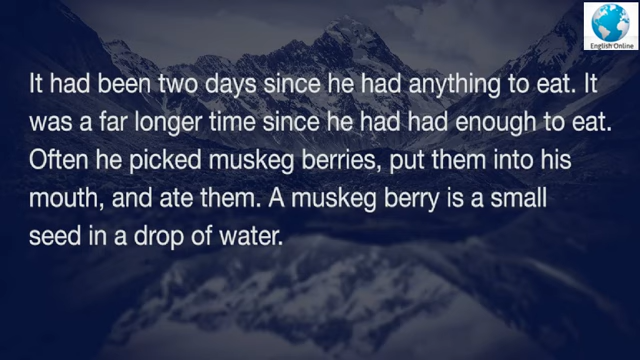 English Online
It had been two days since he had anything to eat. It
was a far longer time since he had had enough to eat.
Often he picked muskeg berries, put them into his
mouth, and ate them. A muskeg berry is a small
seed in a drop of water.